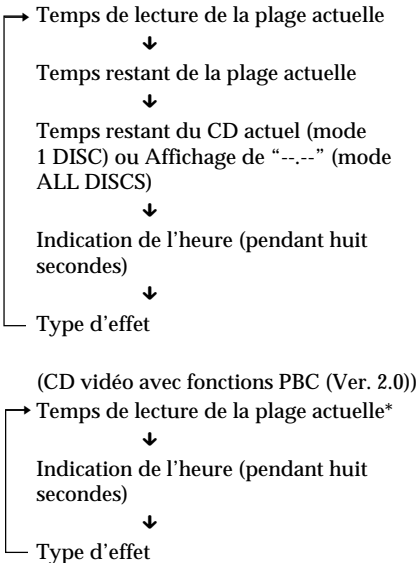 Temps de lecture de la plage actuelle
Temps restant de la plage actuelle
Temps restant du CD actuel (mode
1 DISC) ou Affichage de “--.--” (mode
ALL DISCS)
Indication de l’heure (pendant huit
secondes)
Type d’effet
(CD vidéo avec fonctions PBC (Ver. 2.0))
Temps de lecture de la plage actuelle*
Indication de l’heure (pendant huit
secondes)
Type d’effet